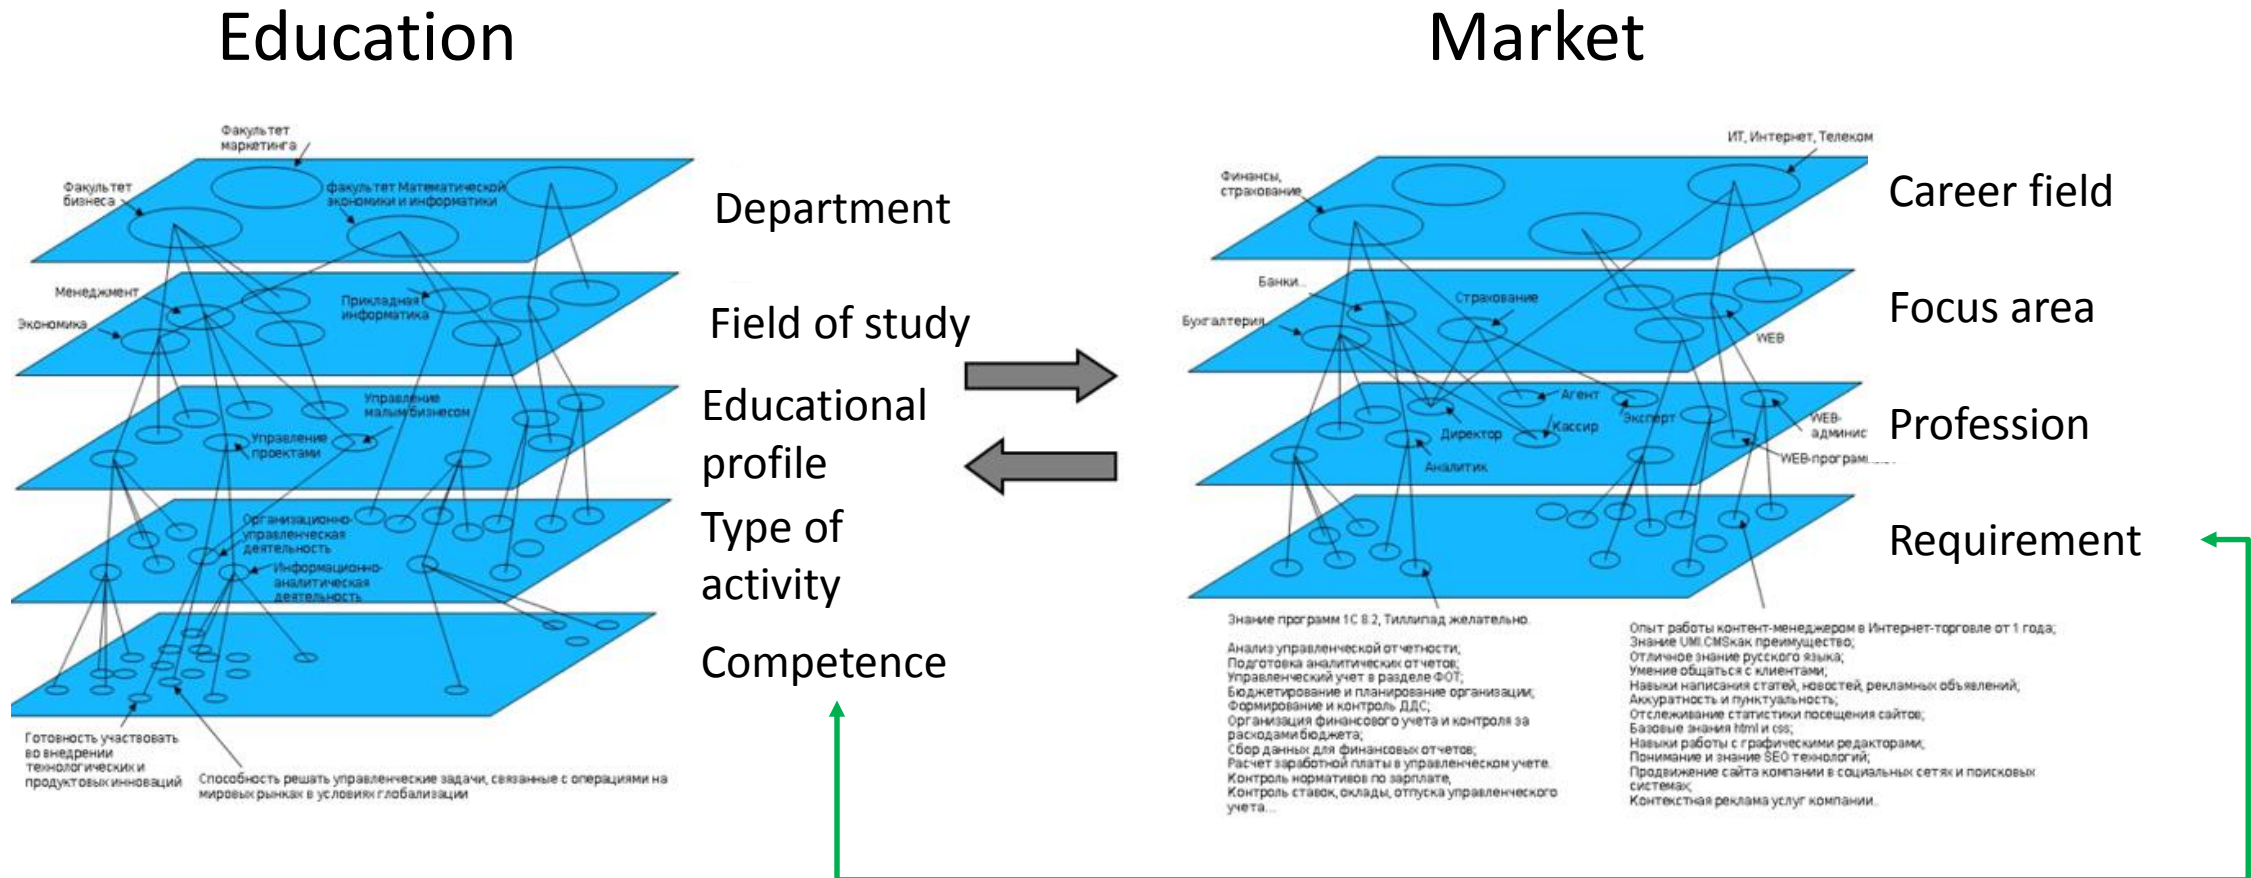 Education
Market
Факультет
маркетинга
Факультет
бизнеса
факультет Математической
экономики и информатики
Department
Менеджмент
Экономика
Прикладная
информатика
Field of study
Управление
малым бизнесом
Управление
проектами
Educational
profile
Организационно-
управленческая
деятельность
Информационно-
аналитическая
деятельность
Type of
activity
Competence
Готовность участвовать
во внедрении
технологических и
продуктовых инноваций
Способность решать управленческие задачи, связанные с операциями на
мировых рынках в условиях глобализации
ИТ, Интернет, Телеком
Финансы,
страхование
Career field
Банки...
Страхование
Бухгалтерия
WEB
Focus area
Агент
Эксперт
Директор
Кассир
Аналитик
WEB-
админис
WEB-програм
Profession
Requirement
Знание программ 1С 8.2, Тиллипад желательно.
Анализ управленческой отчетности;
Подготовка аналитических отчетов;
Управленческий учет в разделе ФОТ;
Бюджетирование и планирование организации;
Формирование и контроль ДДС;
Организация финансового учета и контроля за
расходами бюджета;
Сбор данных для финансовых отчетов;
Расчет заработной платы в управленческом учете.
Контроль нормативов по зарплате,
Контроль ставок, оклады, отпуска управленческого
учета...
Опыт работы контент-менеджером в Интернет-торговле от 1 года;
Знание UMI.CMSкак преимущество;
Отличное знание русского языка;
Умение общаться с клиентами;
Навыки написания статей, новостей, рекламных объявлений;
Аккуратность и пунктуальность;
Отслеживание статистики посещения сайтов;
Базовые знания html и css;
Навыки работы с графическими редакторами;
Понимание и знание SEO технологий;
Продвижение сайта компании в социальных сетях и поисковых
системах;
Контекстная реклама услуг компании..